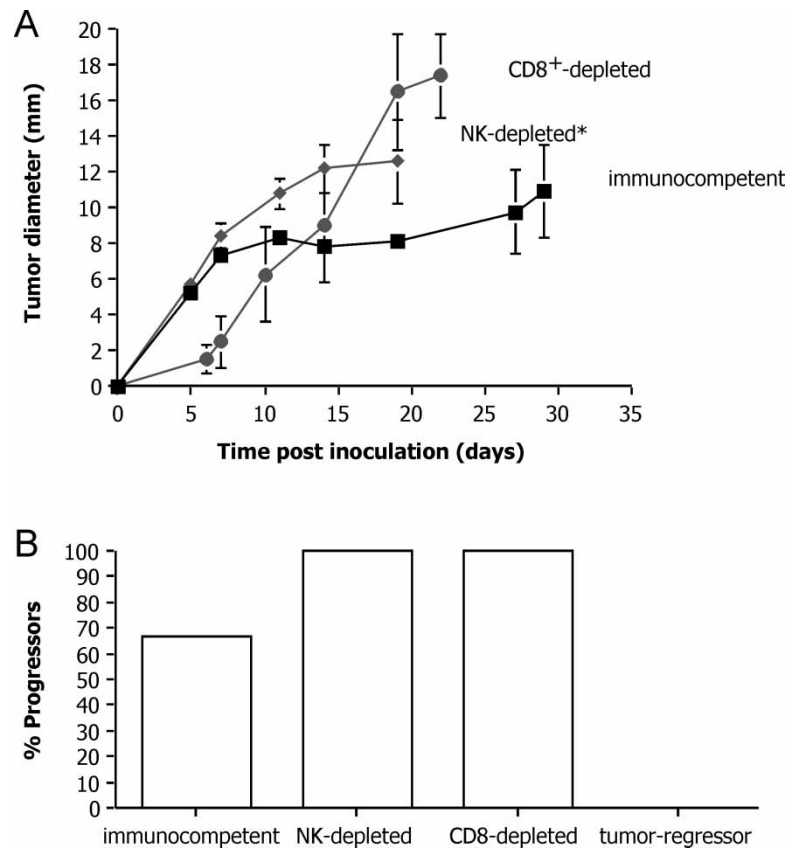 A
Tumor diameter (mm)
20
18
16
14
12
10
8
6
4
2
0
CD8+-depleted
NK-depleted*
immunocompetent
0 5 10 15 20 25 30 35
Time post inoculation (days)
B
% Progressors
100
90
80
70
60
50
40
30
20
10
0
immunocompetent NK-depleted CD8-depleted tumor-regressor